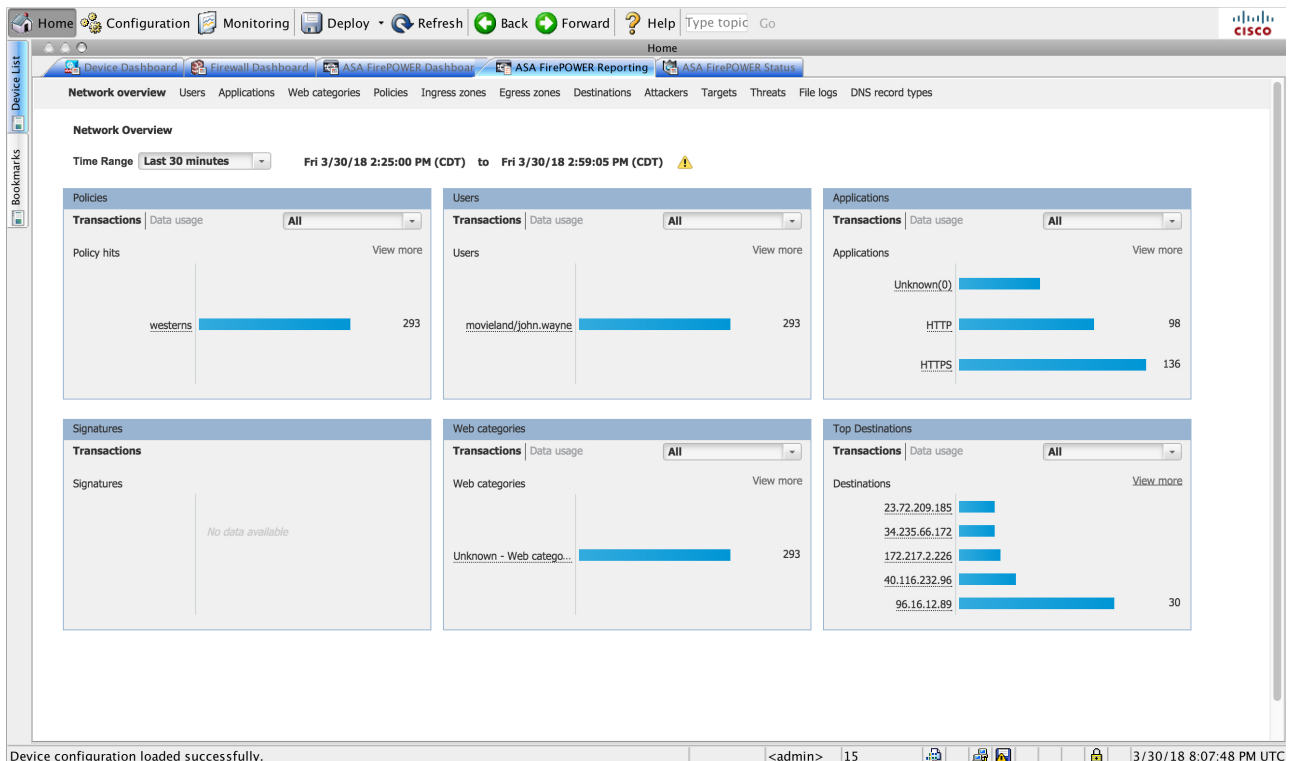 Home Configuration Monitoring Deploy Refresh Back Forward Help Type topic Go
CISCO
Home
Device List
Bookmarks
Device Dashboard Firewall Dashboard ASA FirePOWER Dashboar ASA FirePOWER Reporting ASA FirePOWER Status
Network overview Users Applications Web categories Policies Ingress zones Egress zones Destinations Attackers Targets Threats File logs DNS record types
Network Overview
Time Range Last 30 minutes Fri 3/30/18 2:25:00 PM (CDT) to Fri 3/30/18 2:59:05 PM (CDT)
Policies
Transactions Data usage All
Policy hits View more
westerns 293
Users
Transactions Data usage All
Users View more
movieland/john.wayne 293
Applications
Transactions Data usage All
Applications View more
Unknown(0)
HTTP 98
HTTPS 136
Signatures
Transactions
Signatures
No data available
Web categories
Transactions Data usage All
Web categories View more
Unknown - Web catego... 293
Top Destinations
Transactions Data usage All
Destinations View more
23.72.209.185
34.235.66.172
172.217.2.226
40.116.232.96
96.16.12.89 30
Device configuration loaded successfully. <admin> 15 3/30/18 8:07:48 PM UTC